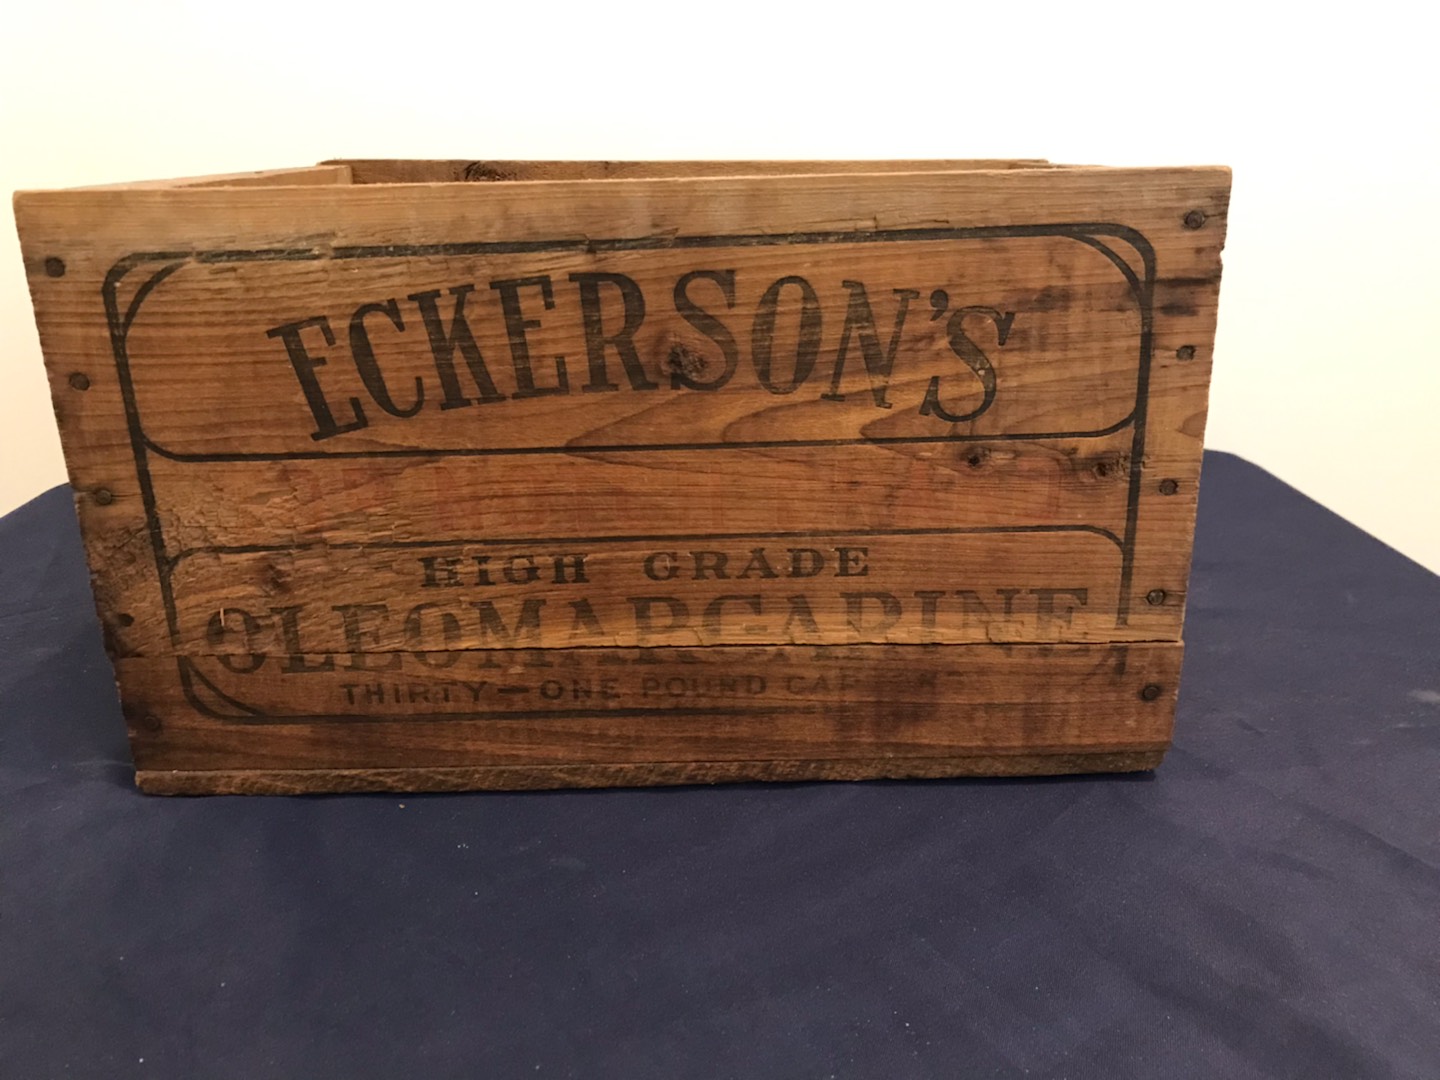 ECKERSON'S
HIGH GRADE
OLEOMARGARINE
THIRTY-ONE POUND